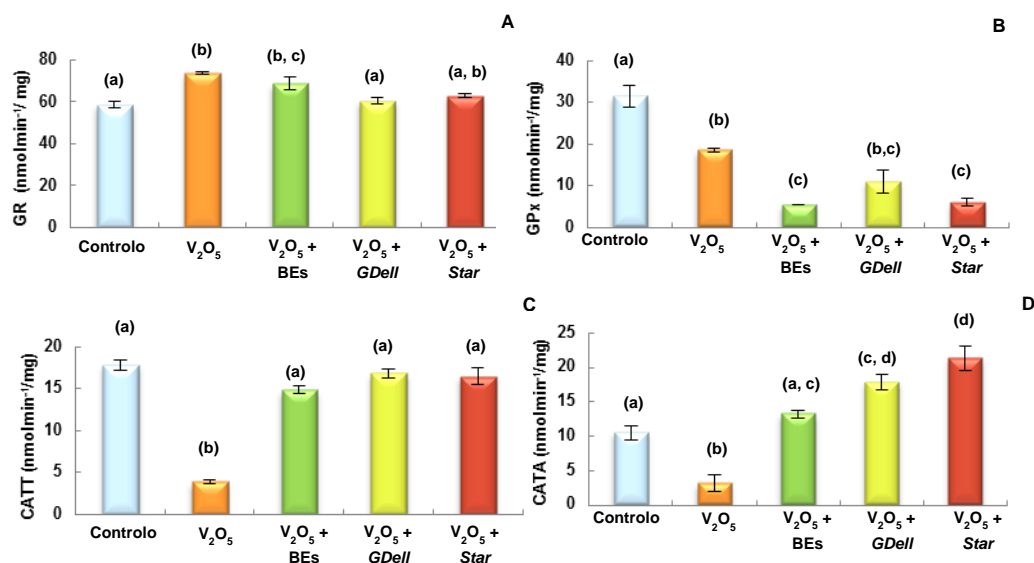 A
GR (nmolmin⁻¹/ mg)
80
60
40
20
0
(a)
(b)
(b, c)
(a)
(a, b)
Controlo
V₂O₅
V₂O₅ +
BEs
V₂O₅ +
GDell
V₂O₅ +
Star
B
GPx (nmolmin⁻¹/mg)
40
30
20
10
0
(a)
(b)
(c)
(b,c)
(c)
Controlo
V₂O₅
V₂O₅ +
BEs
V₂O₅ +
GDell
V₂O₅ +
Star
C
CATT (nmolmin⁻¹/mg)
20
15
10
5
0
(a)
(b)
(a)
(a)
(a)
Controlo
V₂O₅
V₂O₅ +
BEs
V₂O₅ +
GDell
V₂O₅ +
Star
D
CATA (nmolmin⁻¹/mg)
25
20
15
10
5
0
(a)
(b)
(a, c)
(c, d)
(d)
Controlo
V₂O₅
V₂O₅ +
BEs
V₂O₅ +
GDell
V₂O₅ +
Star